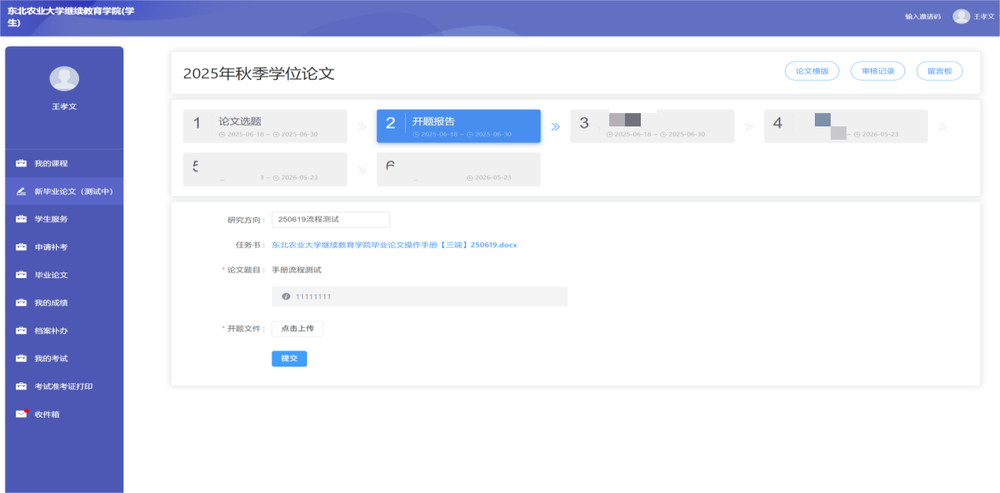 东北农业大学继续教育学院(学
生)
输入邀请码
王孝文
王孝文
我的课程
新毕业论文（测试中）
学生服务
申请补考
毕业论文
我的成绩
档案补办
我的考试
考试准考证打印
收件箱
2025年秋季学位论文
论文模版
审核记录
留言板
1 论文选题
2025-06-18 ~ 2025-06-30
2 开题报告
2025-06-18 ~ 2025-06-30
3
2025-06-18 ~ 2025-06-30
4
~ 2026-05-23
5
~ 2026-05-23
6
2026-05-23
研究方向： 250619流程测试
任务书： 东北农业大学继续教育学院毕业论文操作手册【三端】250619.docx
* 论文题目： 手册流程测试
11111111
* 开题文件： 点击上传
提交